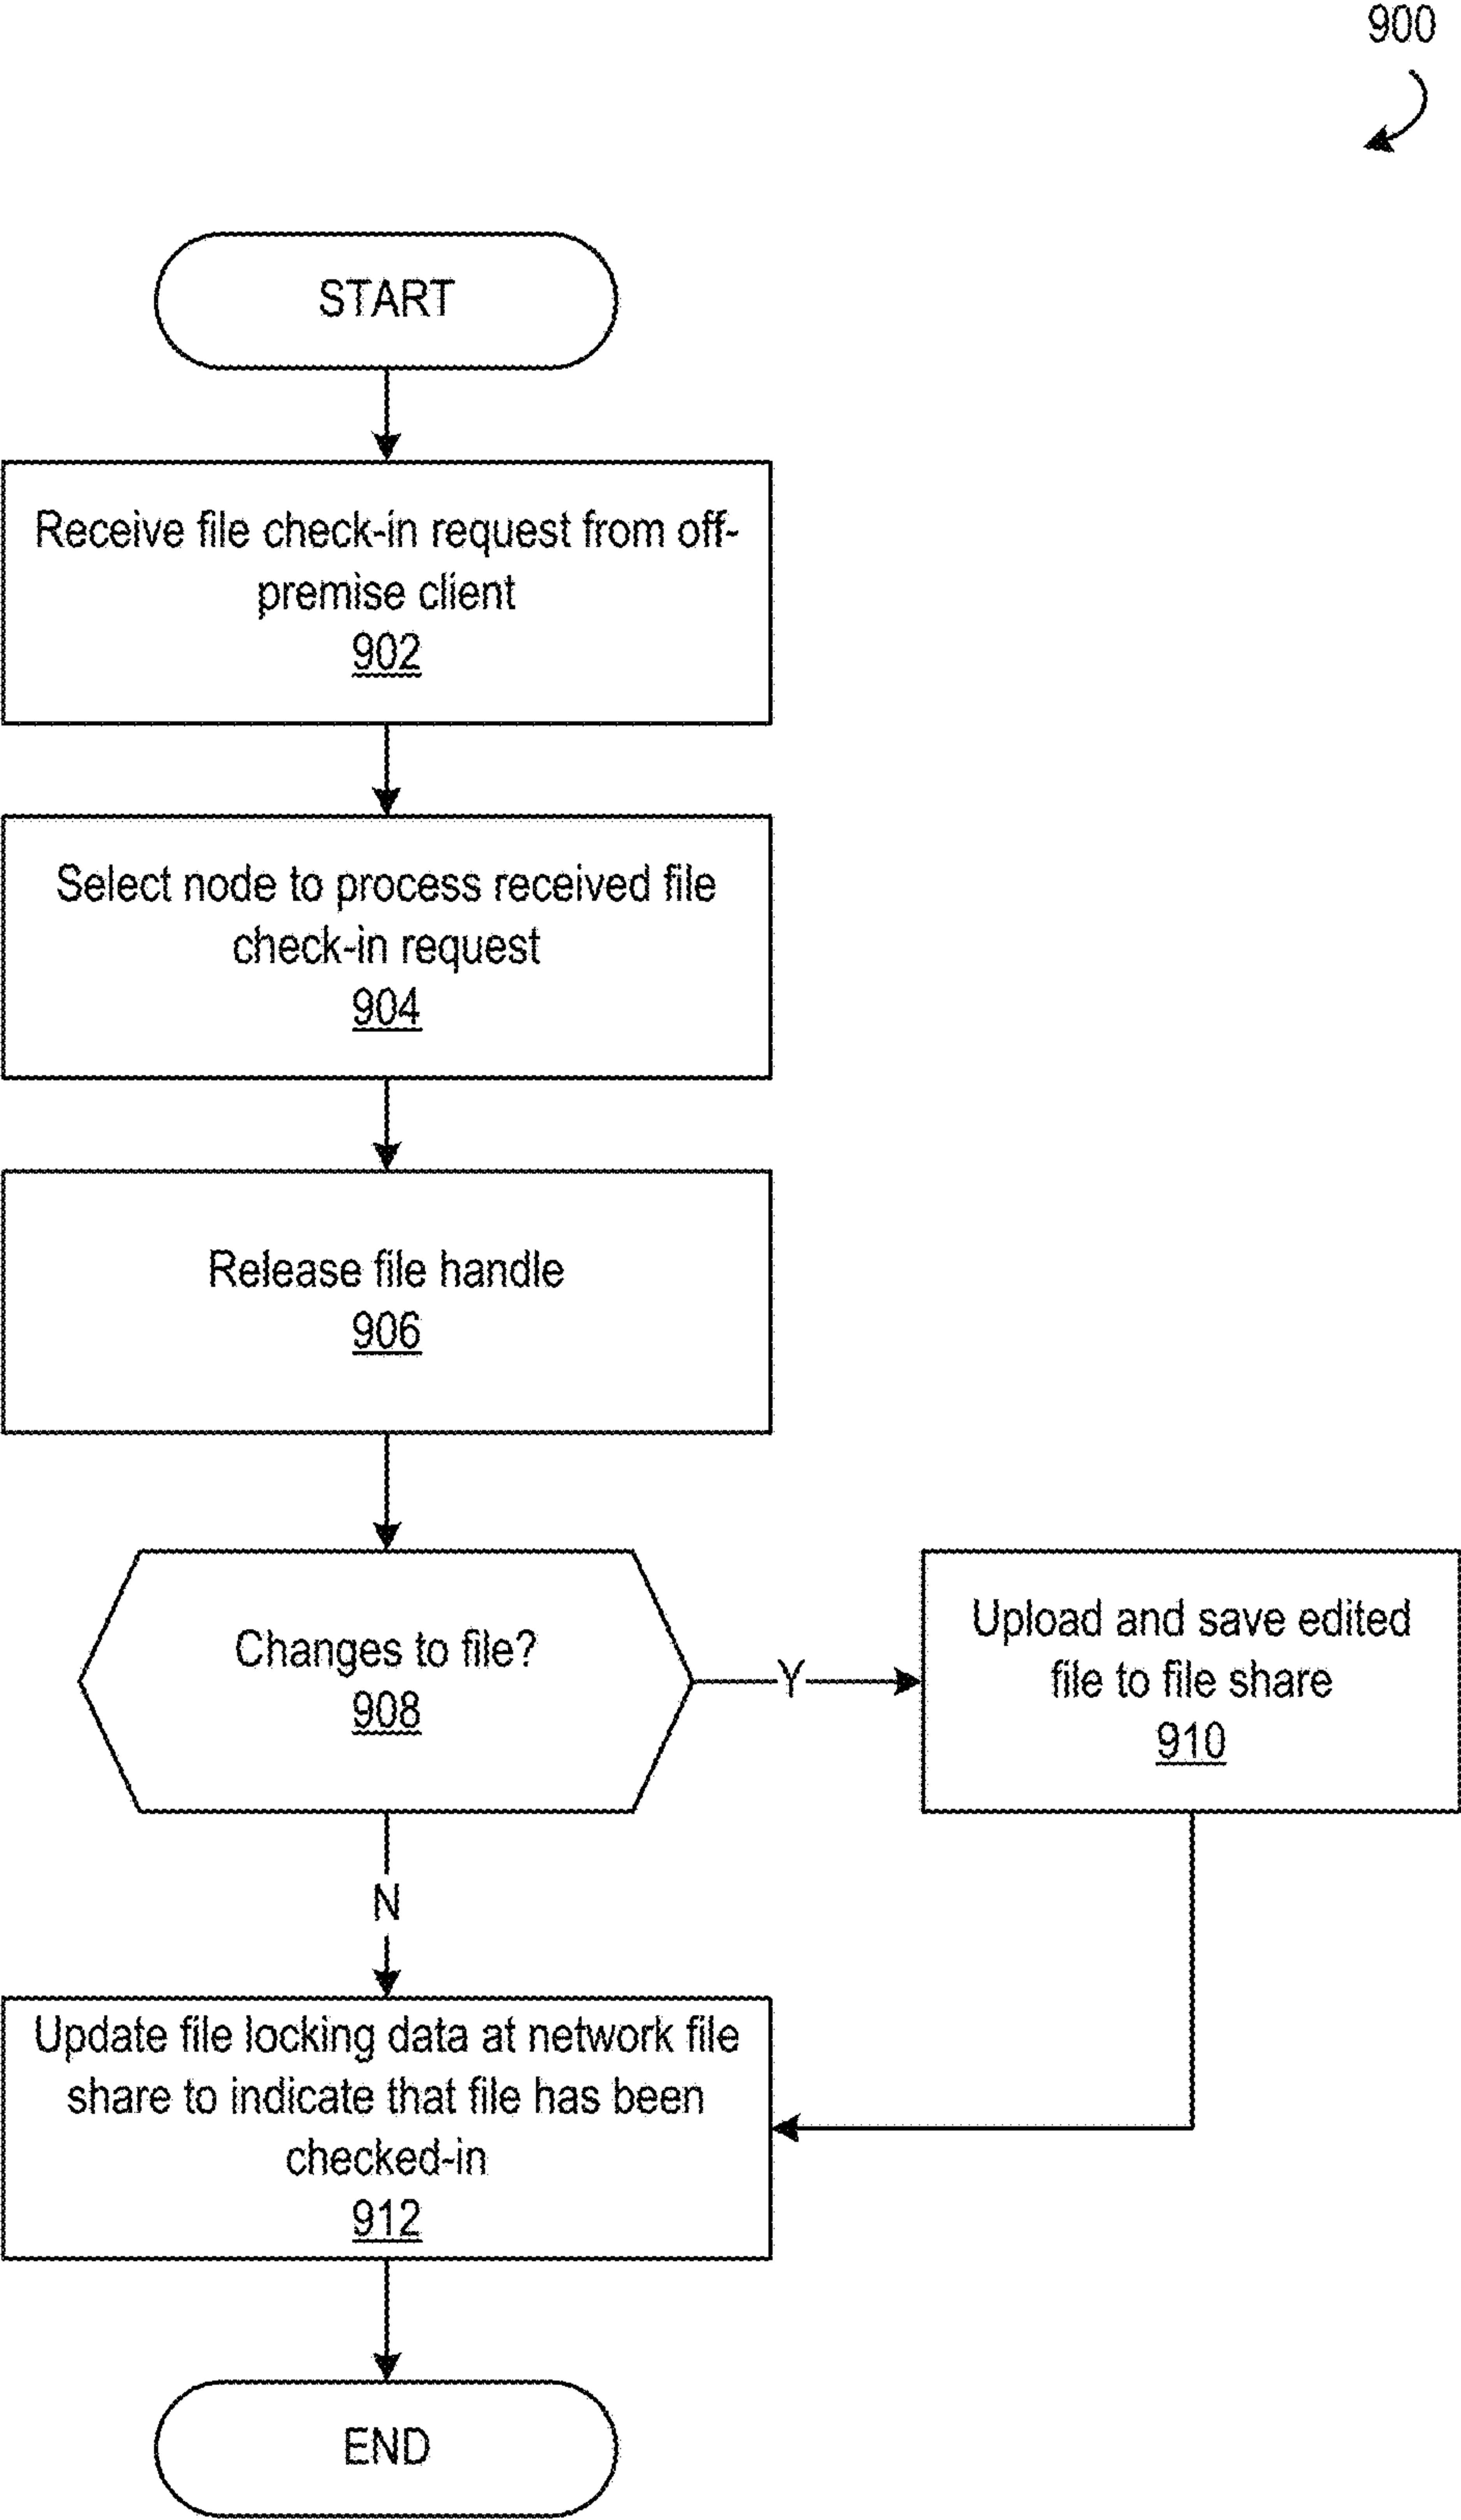 900
START
Receive file check-in request from off-
premise client
902
Select node to process received file
check-in request
904
Release file handle
906
Changes to file?
908
Y
Upload and save edited
file to file share
910
N
Update file locking data at network file
share to indicate that file has been
checked-in
912
END